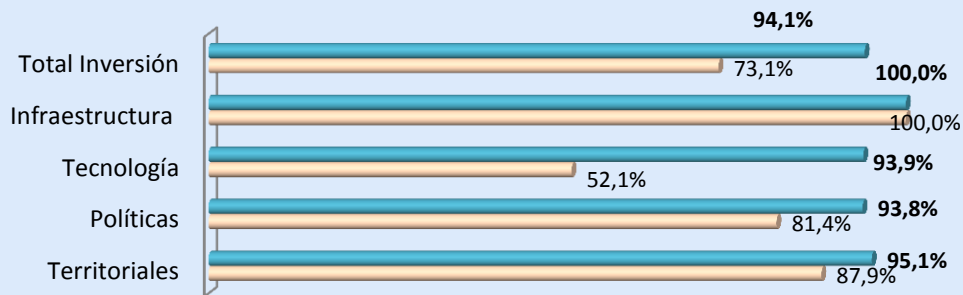 94,1%
Total Inversión
73,1%
100,0%
Infraestructura
100,0%
Tecnología
93,9%
52,1%
Políticas
93,8%
81,4%
Territoriales
95,1%
87,9%